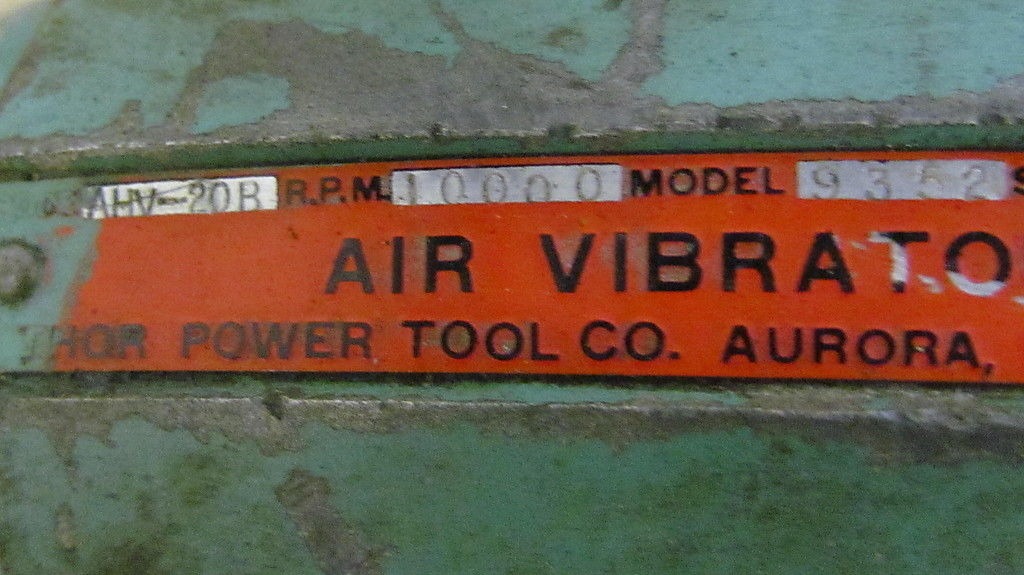 AHV-20B R.P.M. 10000 MODEL 9352 S
AIR VIBRATO
THOR POWER TOOL CO. AURORA,